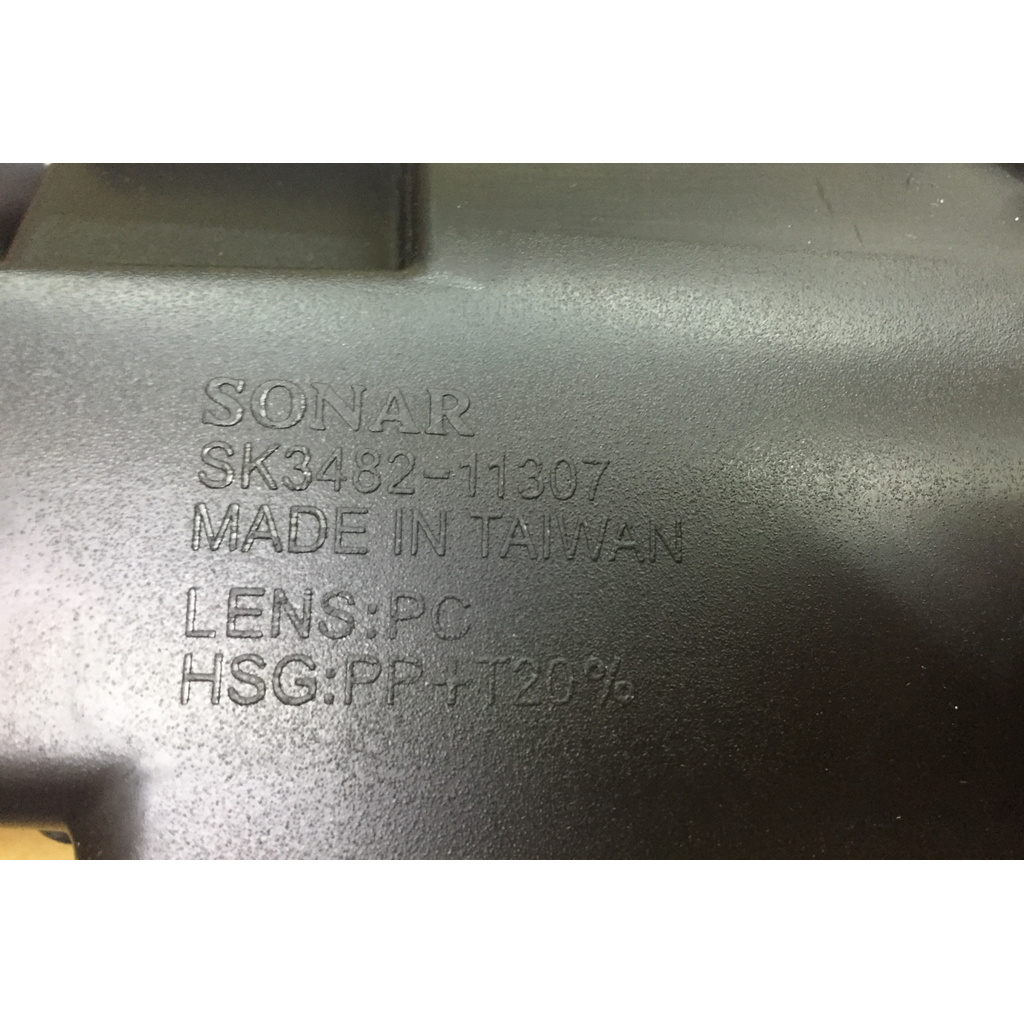 SONAR
SK3482-11307
MADE IN TAIWAN
LENS:PC
HSG:PP+T20%